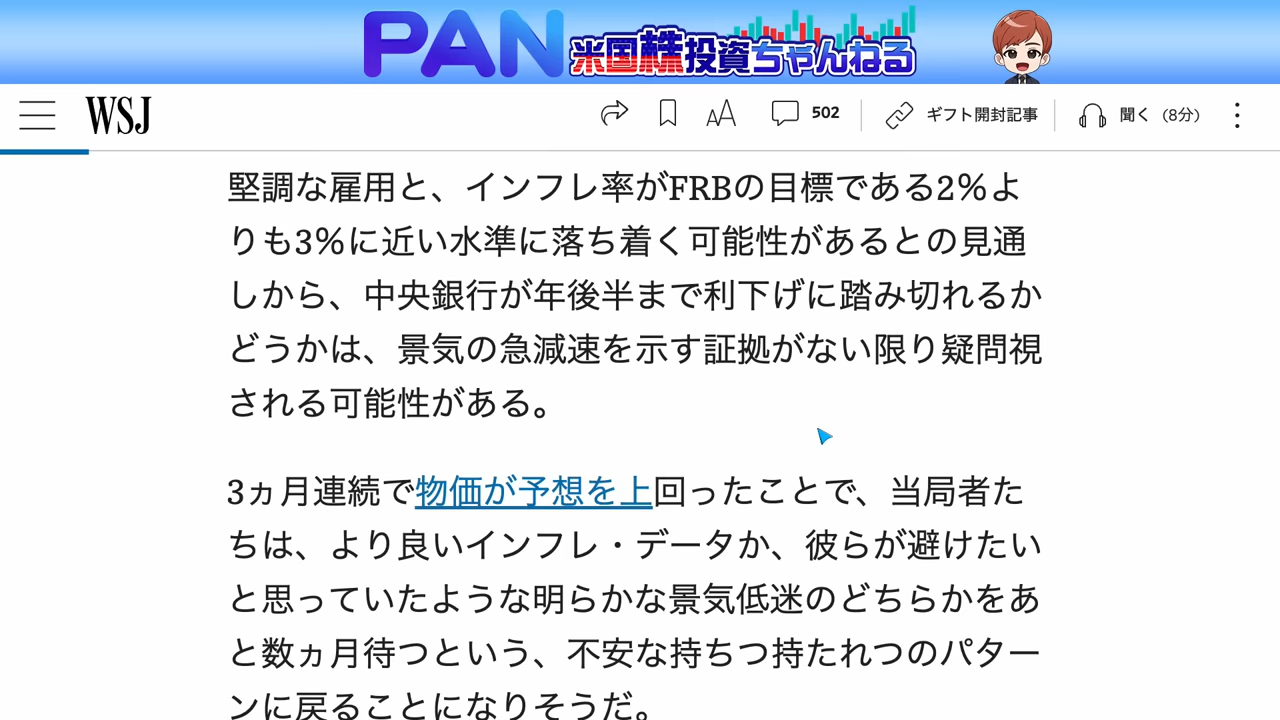 PAN 米国株投資ちゃんねる
WSJ
502
ギフト開封記事
聞く (8分)
堅調な雇用と、インフレ率がFRBの目標である2%よ
りも3%に近い水準に落ち着く可能性があるとの見通
しから、中央銀行が年後半まで利下げに踏み切れるか
どうかは、景気の急減速を示す証拠がない限り疑問視
される可能性がある。
3ヵ月連続で物価が予想を上回ったことで、当局者た
ちは、より良いインフレ・データか、彼らが避けたい
と思っていたような明らかな景気低迷のどちらかをあ
と数ヵ月待つという、不安な持ちつ持たれつのパター
ンに戻ることになりそうだ。